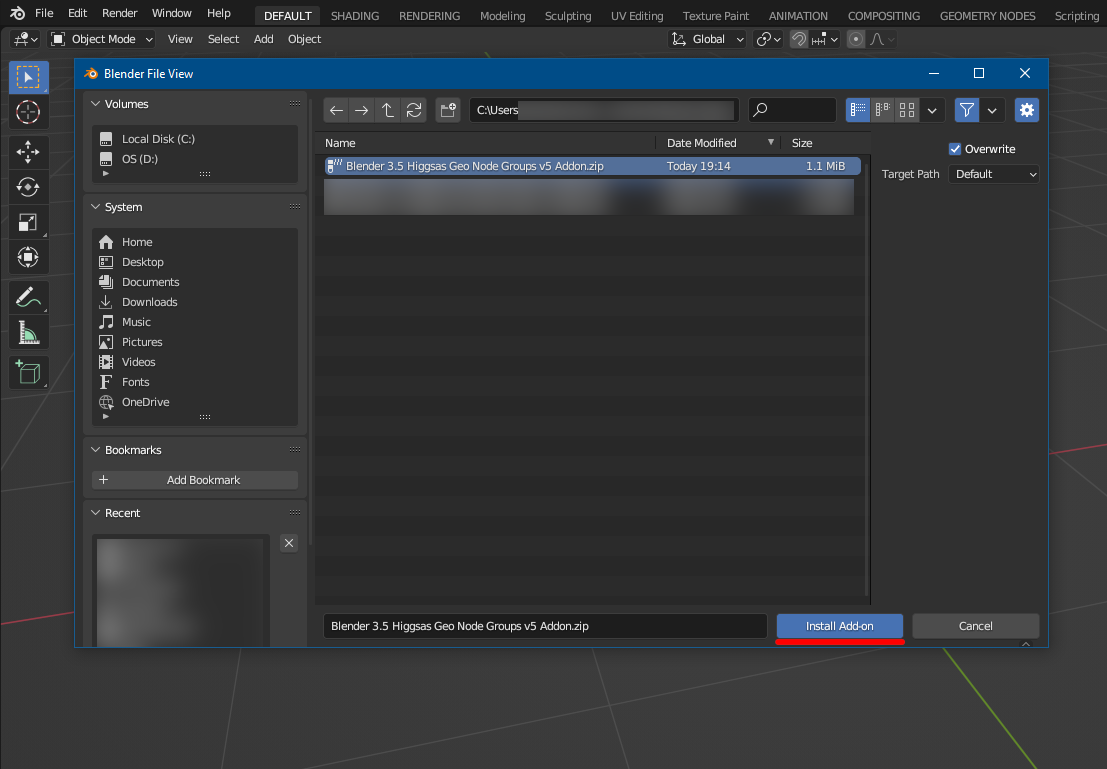 File Edit Render Window Help DEFAULT SHADING RENDERING Modeling Sculpting UV Editing Texture Paint ANIMATION COMPOSITING GEOMETRY NODES Scripting
Object Mode View Select Add Object Global
Blender File View
Volumes
Local Disk (C:)
OS (D:)
System
Home
Desktop
Documents
Downloads
Music
Pictures
Videos
Fonts
OneDrive
Bookmarks
Add Bookmark
Recent
C:\Users
Name Date Modified Size
Blender 3.5 Higgsas Geo Node Groups v5 Addon.zip Today 19:14 1.1 MiB
Overwrite
Target Path Default
Blender 3.5 Higgsas Geo Node Groups v5 Addon.zip Install Add-on Cancel